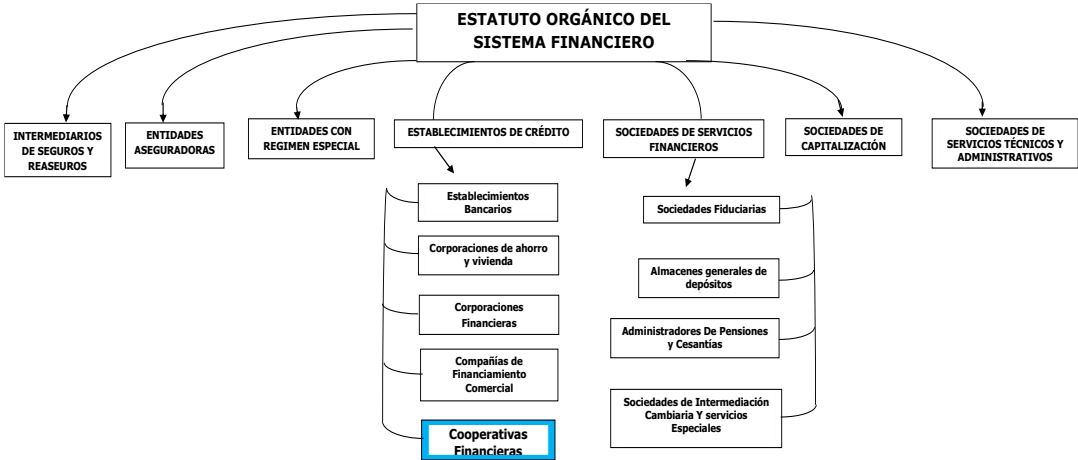 ESTATUTO ORGÁNICO DEL
SISTEMA FINANCIERO
INTERMEDIARIOS
DE SEGUROS Y
REASEUROS
ENTIDADES
ASEGURADORAS
ENTIDADES CON
REGIMEN ESPECIAL
ESTABLECIMIENTOS DE CRÉDITO
SOCIEDADES DE SERVICIOS
FINANCIEROS
SOCIEDADES DE
CAPITALIZACIÓN
SOCIEDADES DE
SERVICIOS TÉCNICOS Y
ADMINISTRATIVOS
Establecimientos
Bancarios
Corporaciones de ahorro
y vivienda
Corporaciones
Financieras
Compañías de
Financiamiento
Comercial
Cooperativas
Financieras
Sociedades Fiduciarias
Almacenes generales de
depósitos
Administradores De Pensiones
y Cesantías
Sociedades de Intermediación
Cambiaria Y servicios
Especiales